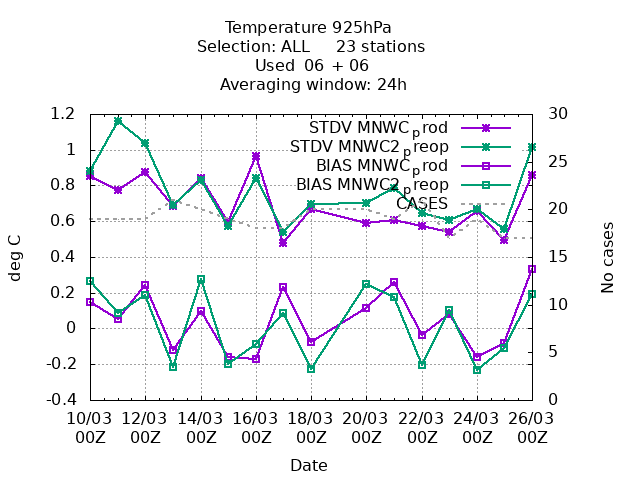 Temperature 925hPa
Selection: ALL 23 stations
Used 06 + 06
Averaging window: 24h
STDV MNWC_prod
STDV MNWC2_preop
BIAS MNWC_prod
BIAS MNWC2_preop
CASES
1.2
1
0.8
0.6
0.4
0.2
0
-0.2
-0.4
deg C
30
25
20
15
10
5
0
No cases
10/03 12/03 14/03 16/03 18/03 20/03 22/03 24/03 26/03
00Z 00Z 00Z 00Z 00Z 00Z 00Z 00Z 00Z
Date